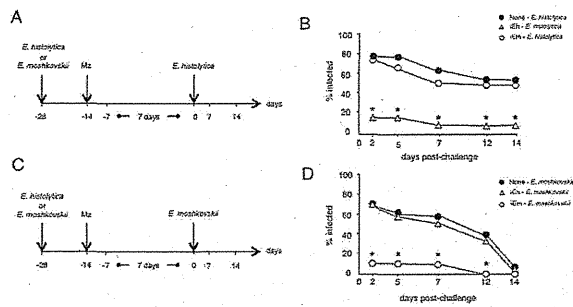 A
E. histolytica
or
E. moshkovskii
Mz
E. histolytica
days
-28
-14
-7
7 days
0
7
14
B
% infected
100
80
60
40
20
0
None - E. histolytica
iEm - E. histolytica
* * * * *
0 2 5 7 12 14
days post-challenge
C
E. histolytica
or
E. moshkovskii
Mz
E. moshkovskii
days
-28
-14
-7
7 days
0
7
14
D
% infected
100
80
60
40
20
0
None - E. moshkovskii
iEh - E. moshkovskii
iEm - E. moshkovskii
* * * *
0 2 5 7 12 14
days post-challenge